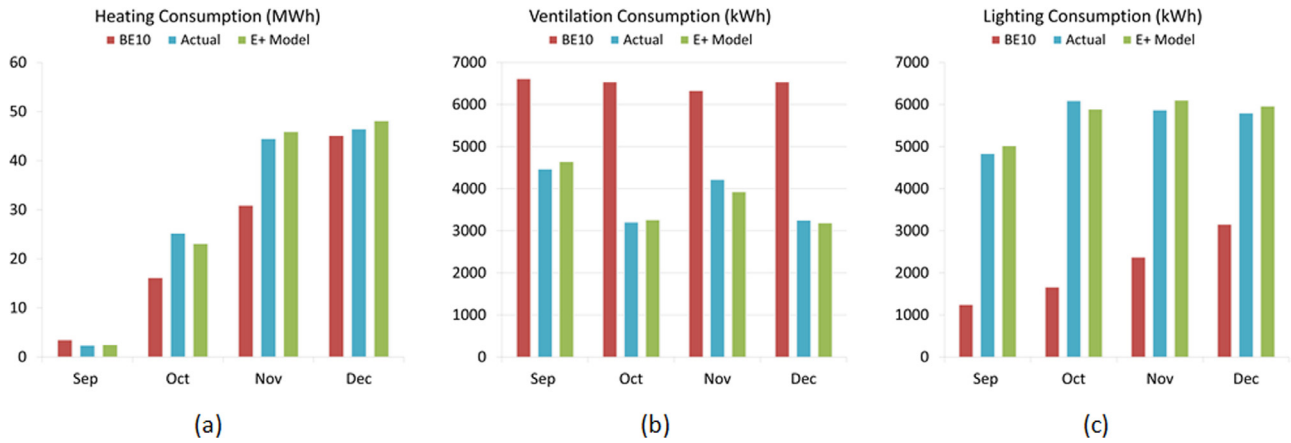 Heating Consumption (MWh)
BE10 Actual E+ Model
60
50
40
30
20
10
0
Sep Oct Nov Dec
(a)
Ventilation Consumption (kWh)
BE10 Actual E+ Model
7000
6000
5000
4000
3000
2000
1000
0
Sep Oct Nov Dec
(b)
Lighting Consumption (kWh)
BE10 Actual E+ Model
7000
6000
5000
4000
3000
2000
1000
0
Sep Oct Nov Dec
(c)